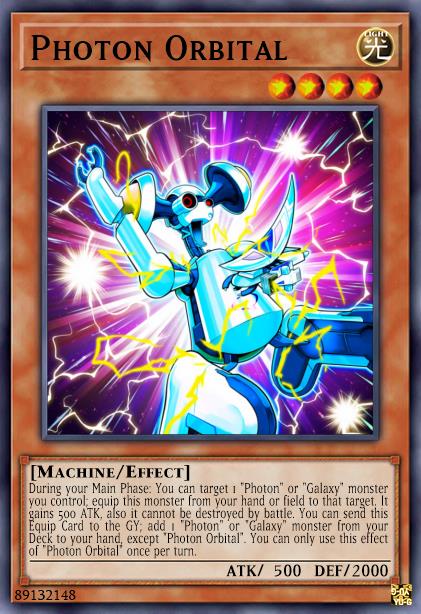 PHOTON ORBITAL
LIGHT
光
[MACHINE/EFFECT]
During your Main Phase: You can target 1 "Photon" or "Galaxy" monster
you control; equip this monster from your hand or field to that target. It
gains 500 ATK, also it cannot be destroyed by battle. You can send this
Equip Card to the GY; add 1 "Photon" or "Galaxy" monster from your
Deck to your hand, except "Photon Orbital". You can only use this effect
of "Photon Orbital" once per turn.
ATK/ 500 DEF/2000
89132148